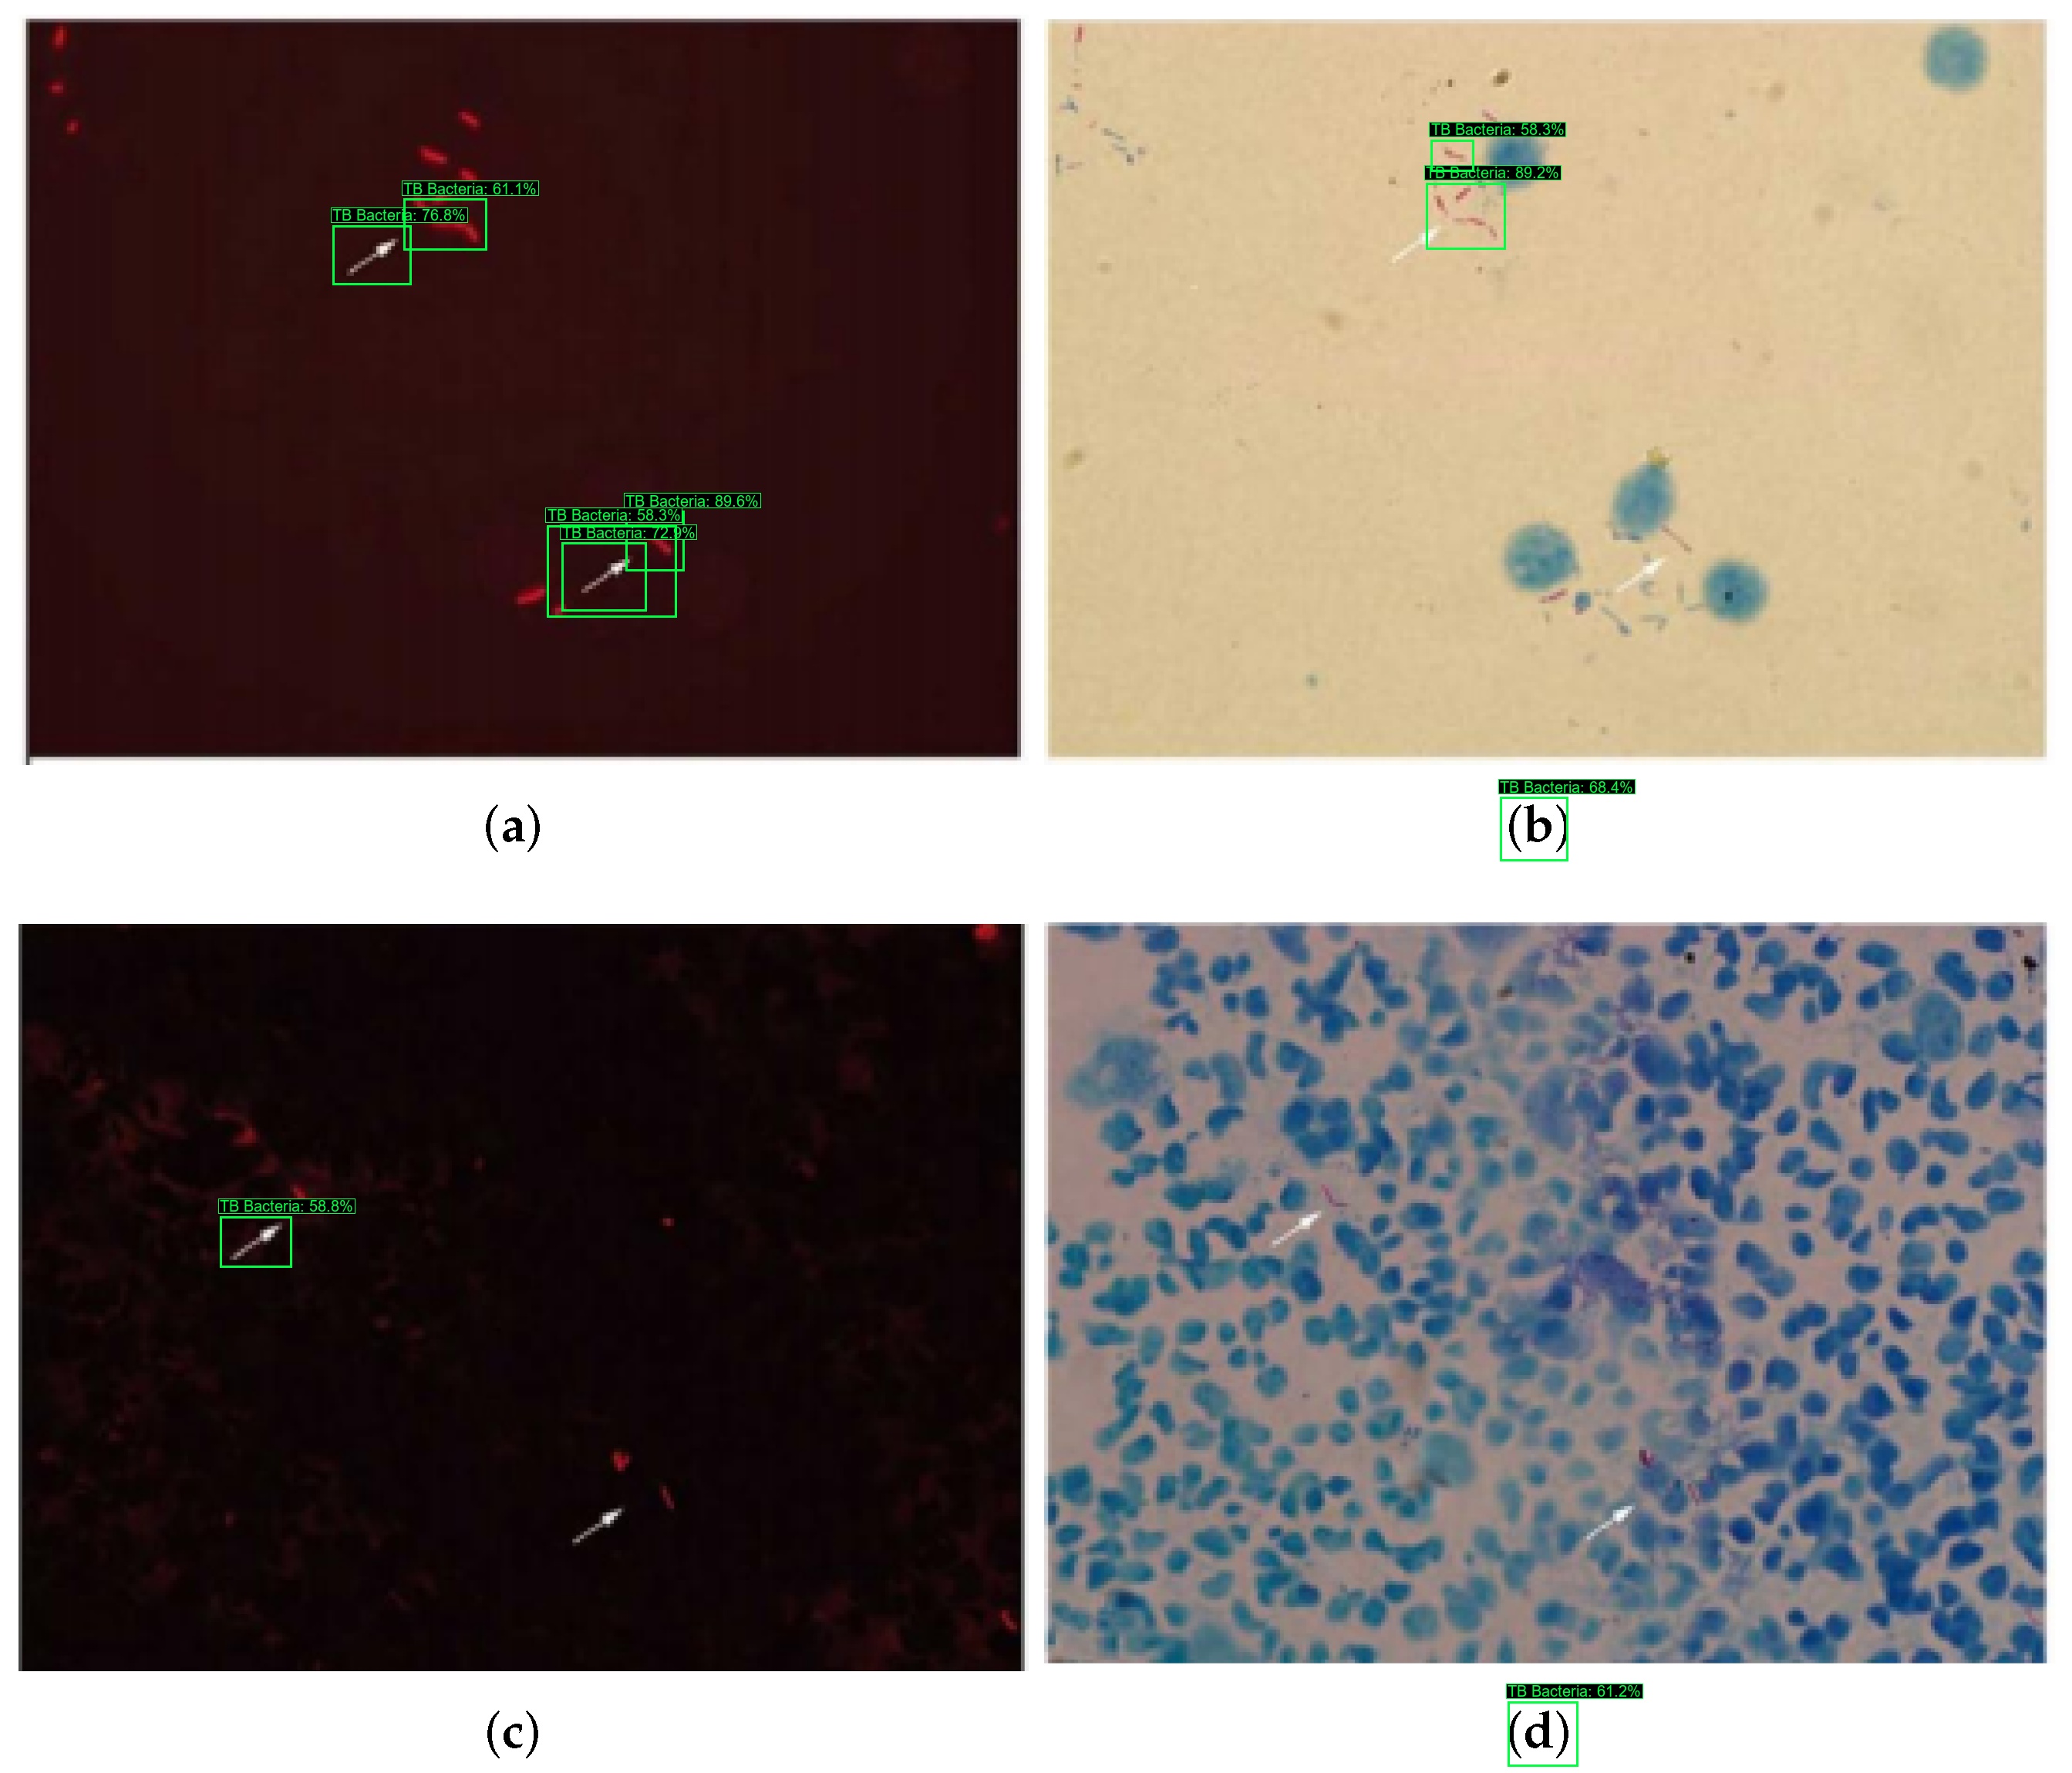 TB Bacteria: 61.1%
TB Bacteria: 76.8%
TB Bacteria: 89.6%
TB Bacteria: 58.3%
TB Bacteria: 72.9%
TB Bacteria: 58.3%
TB Bacteria: 89.2%
(a)
TB Bacteria: 68.4%
(b)
TB Bacteria: 58.8%
(c)
TB Bacteria: 61.2%
(d)